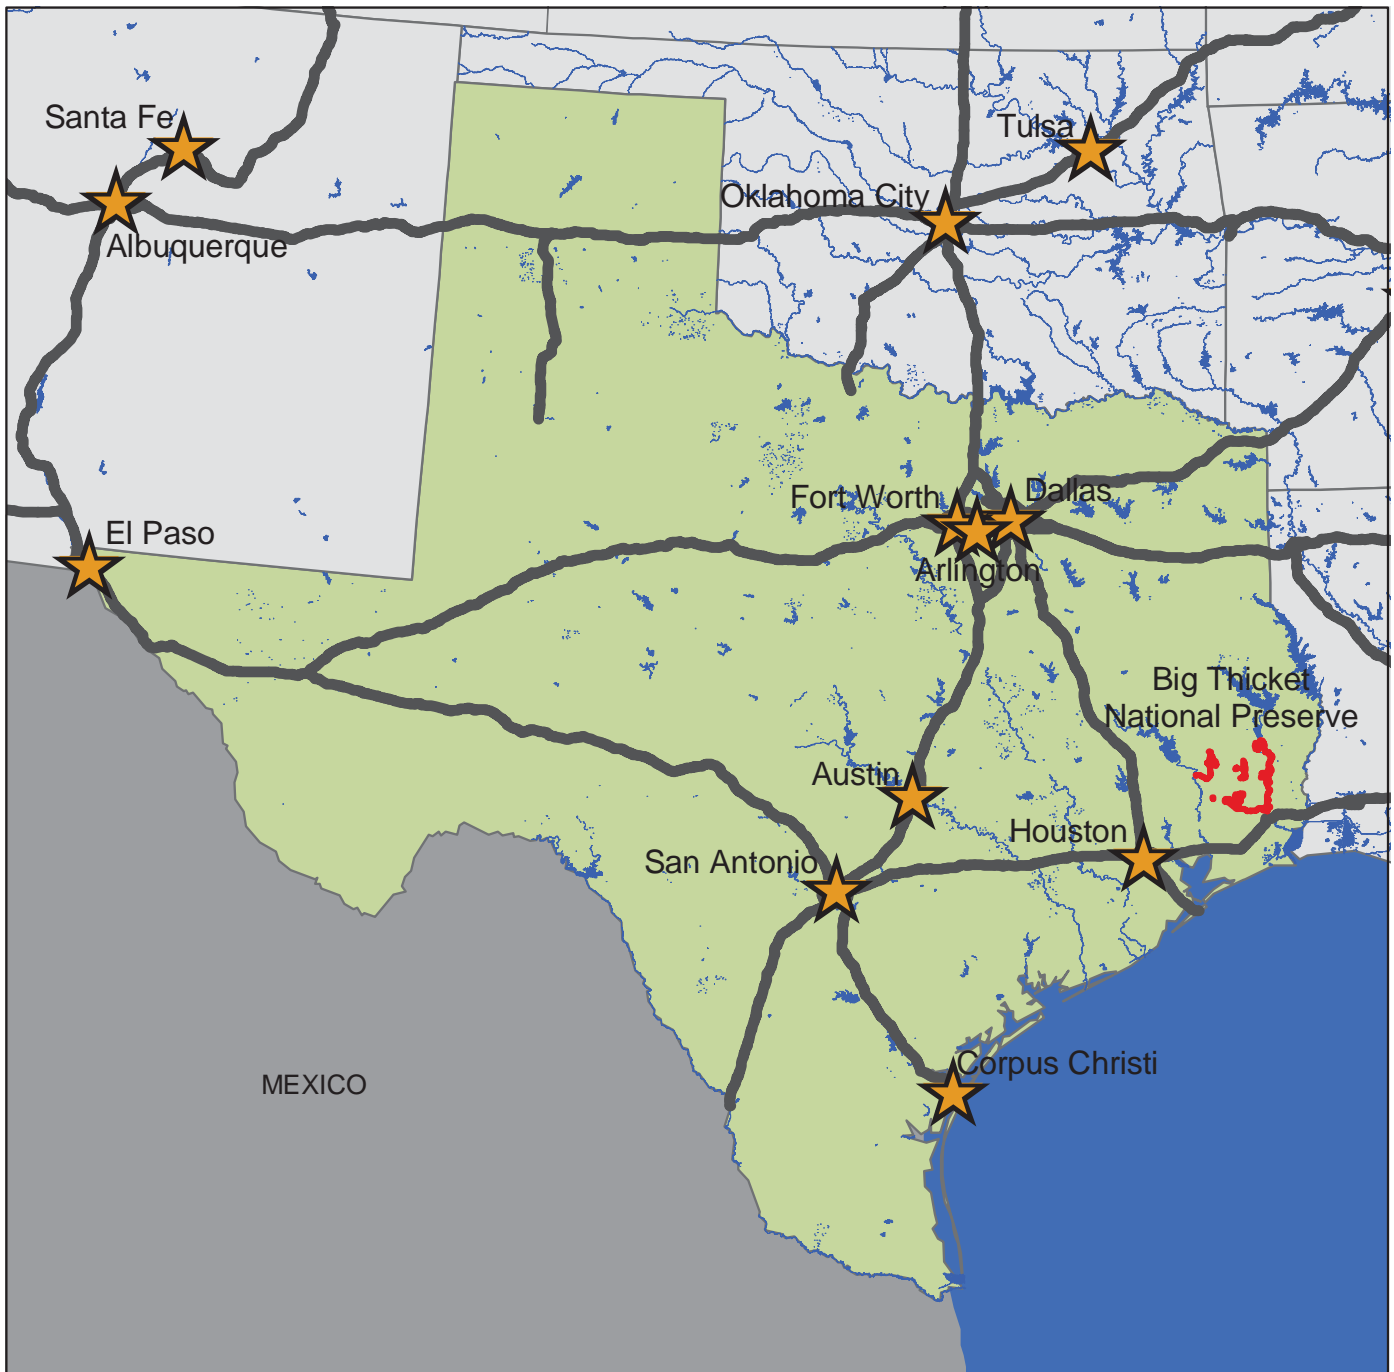 Santa Fe
Tulsa
Oklahoma City
Albuquerque
Fort Worth
Dallas
El Paso
Arlington
Big Thicket
National Preserve
Austin
Houston
San Antonio
Corpus Christi
MEXICO